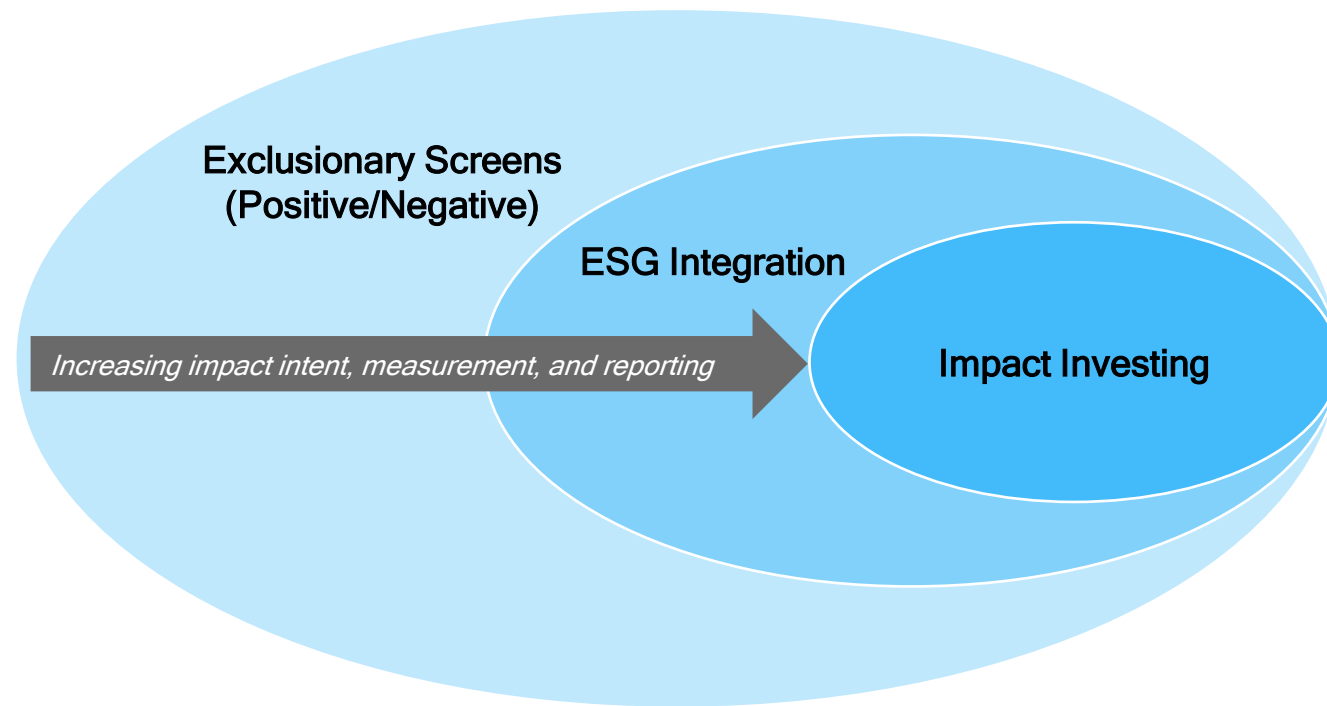 Exclusionary Screens
(Positive/Negative)
ESG Integration
Increasing impact intent, measurement, and reporting
Impact Investing